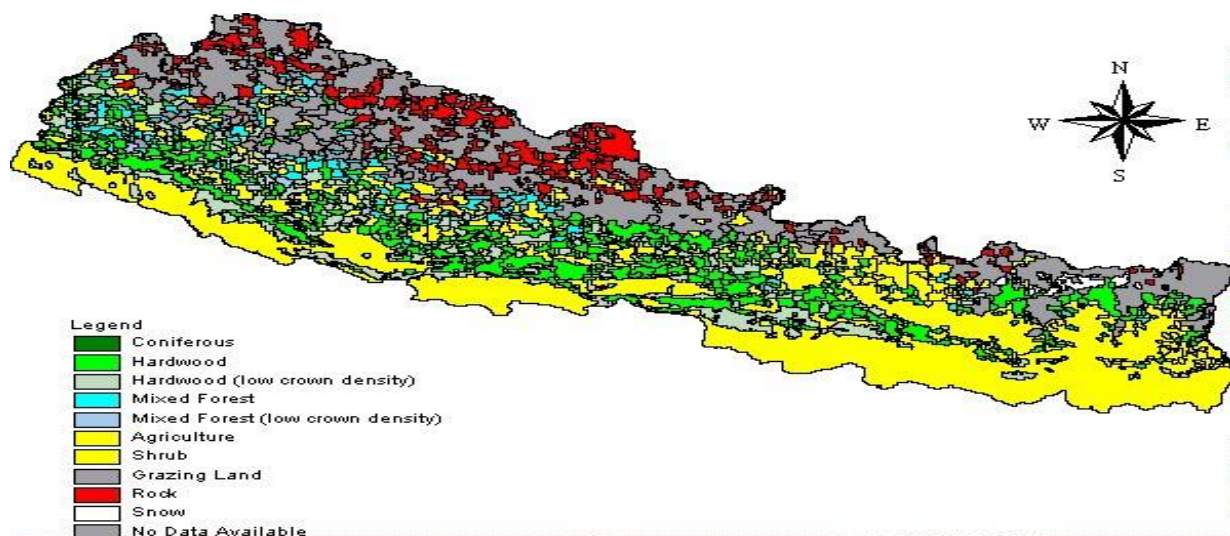 N
W E
S
Legend
Coniferous
Hardwood
Hardwood (low crown density)
Mixed Forest
Mixed Forest (low crown density)
Agriculture
Shrub
Grazing Land
Rock
Snow
No Data Available